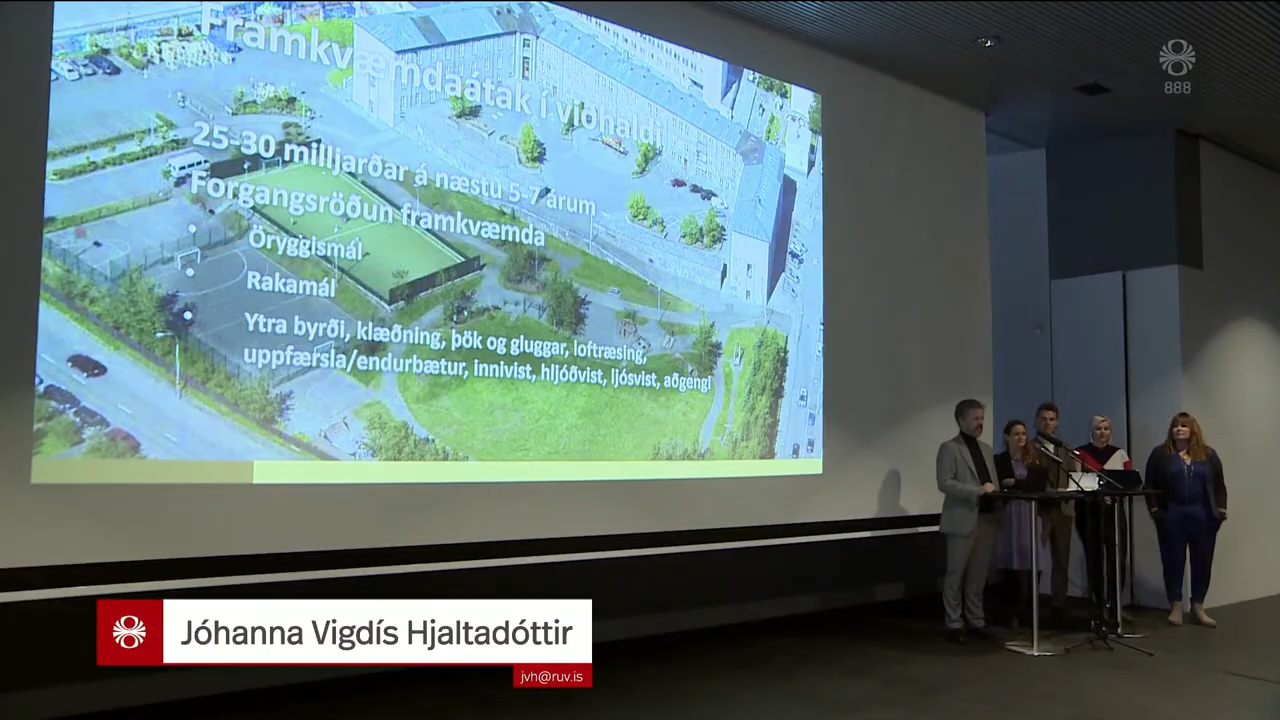 888
Framkvæmdaátak í viðhaldi
25-30 milljarðar á næstu 5-7 árum
Forgangsröðun framkvæmda
Öryggismál
Rakamál
Ytra byrði, klæðning, þök og gluggar, loftræsing,
uppfærsla/endurbætur, innivist, hljóðvist, ljósvist, aðgengi
Jóhanna Vigdís Hjaltadóttir
jvh@ruv.is